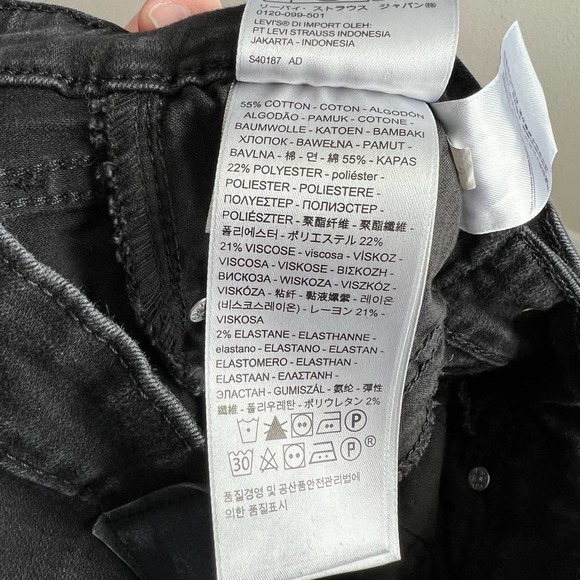 リーバイ・ストラウス ジャパン㈱
0120-099-501
LEVI'S® DI IMPORT OLEH:
PT LEVI STRAUSS INDONESIA
JAKARTA - INDONESIA
S40187 AD
55% COTTON - COTON - ALGODÓN
ALGODÃO - PAMUK - COTONE -
BAUMWOLLE - KATOEN - BAMBAKI
ХЛОПОК - BAWEŁNA - PAMUT -
BAVLNA - 棉 - 면 - 綿 55% - KAPAS
22% POLYESTER - poliéster -
POLIESTER - POLIESTERE -
ΠΟΛΥΕΣΤΕΡ - ПОЛИЭСТЕР -
POLIÉSZTER - 聚酯纤维 - 聚酯纖維 -
폴리에스터 - ポリエステル 22%
21% VISCOSE - viscosa - VİSKOZ -
VISCOSA - VISKOSE - ΒΙΣΚΟΖΗ -
ВИСКОЗА - WISKOZA - VISZKÓZ -
VISKÓZA - 粘纤 - 黏液嫘縈 - 레이온
(비스코스레이온) - レーヨン 21% -
VISKOSA
2% ELASTANE - ELASTHANNE -
elastano - ELASTANO - ELASTAN -
ELASTOMERO - ELASTHAN -
ELASTAAN - ΕΛΑΣΤΑΝΗ -
ЭЛАСТАН - GUMISZÁL - 氨纶 - 彈性
纖維 - 폴리우레탄 - ポリウレタン 2%
P
30 P ®
품질경영 및 공산품안전관리법에
의한 품질표시